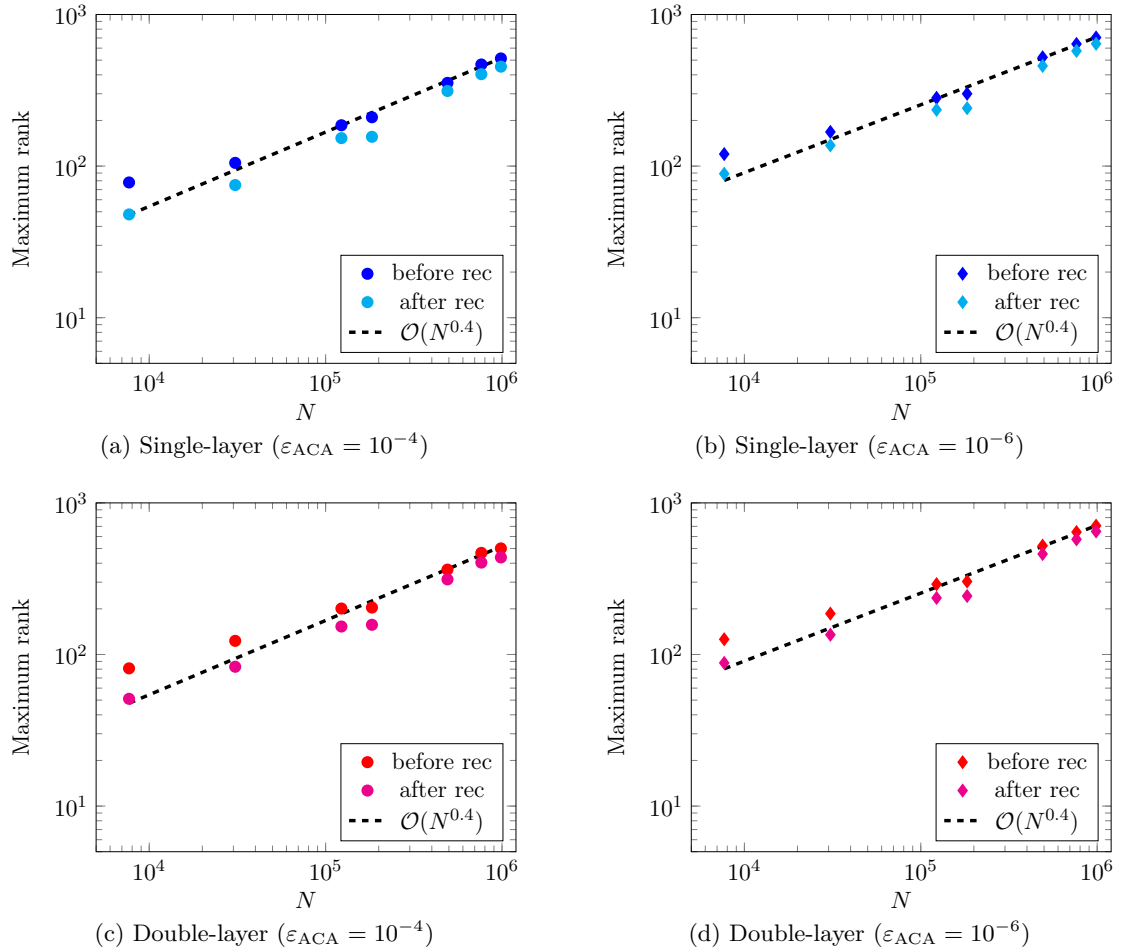 10^3
10^2
10^1
Maximum rank
before rec
after rec
𝒪(N^0.4)
10^4 10^5 10^6
N
(a) Single-layer (ε_ACA = 10^−4)
10^3
10^2
10^1
Maximum rank
before rec
after rec
𝒪(N^0.4)
10^4 10^5 10^6
N
(b) Single-layer (ε_ACA = 10^−6)
10^3
10^2
10^1
Maximum rank
before rec
after rec
𝒪(N^0.4)
10^4 10^5 10^6
N
(c) Double-layer (ε_ACA = 10^−4)
10^3
10^2
10^1
Maximum rank
before rec
after rec
𝒪(N^0.4)
10^4 10^5 10^6
N
(d) Double-layer (ε_ACA = 10^−6)